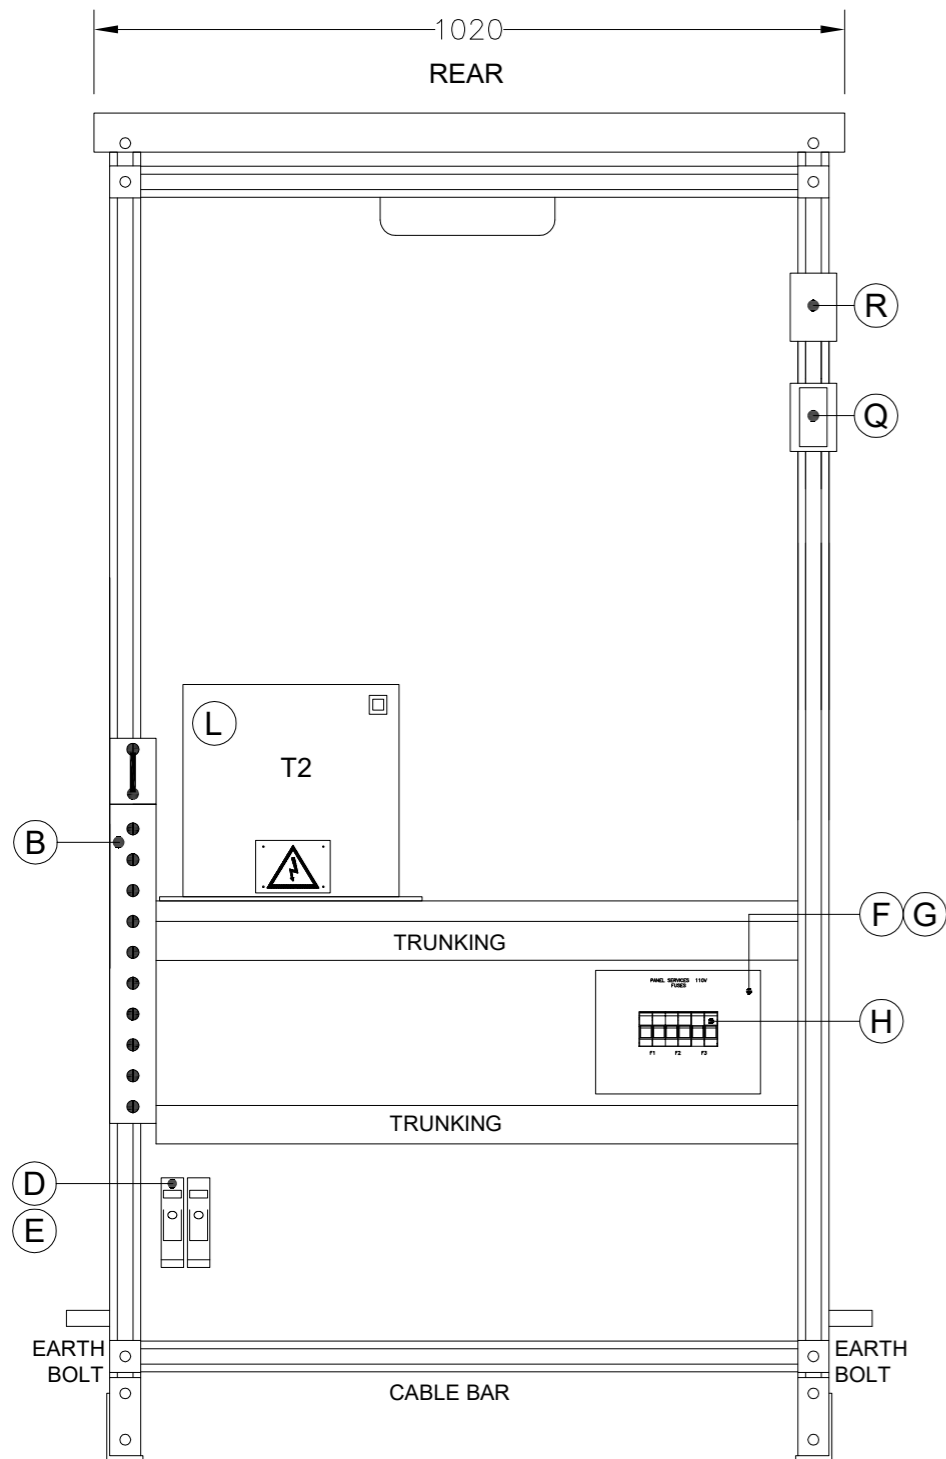 1020
REAR
R
Q
L
T2
B
F G
TRUNKING
PANEL SERVICES 110V
FUSES
H
F1 F2 F3
TRUNKING
D
E
EARTH
BOLT
EARTH
BOLT
CABLE BAR